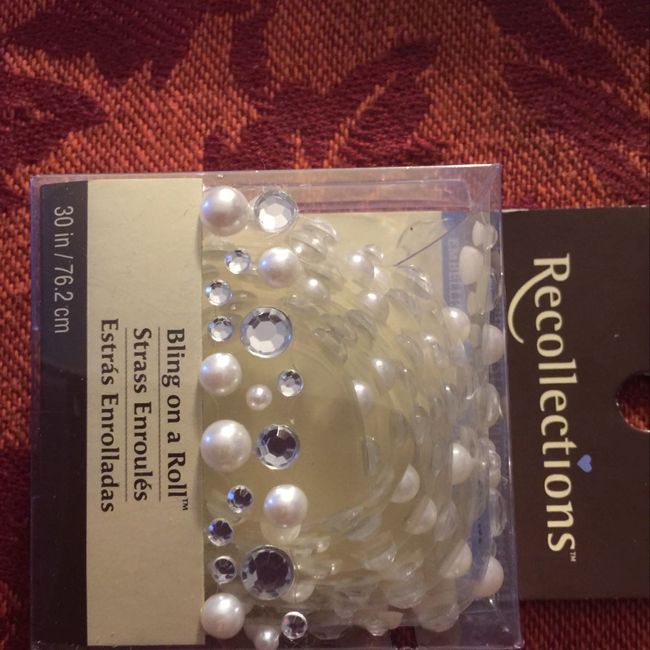 Recollections™
Bling on a Roll™
Strass Enroulés
Estrás Enrolladas
30 in / 76.2 cm